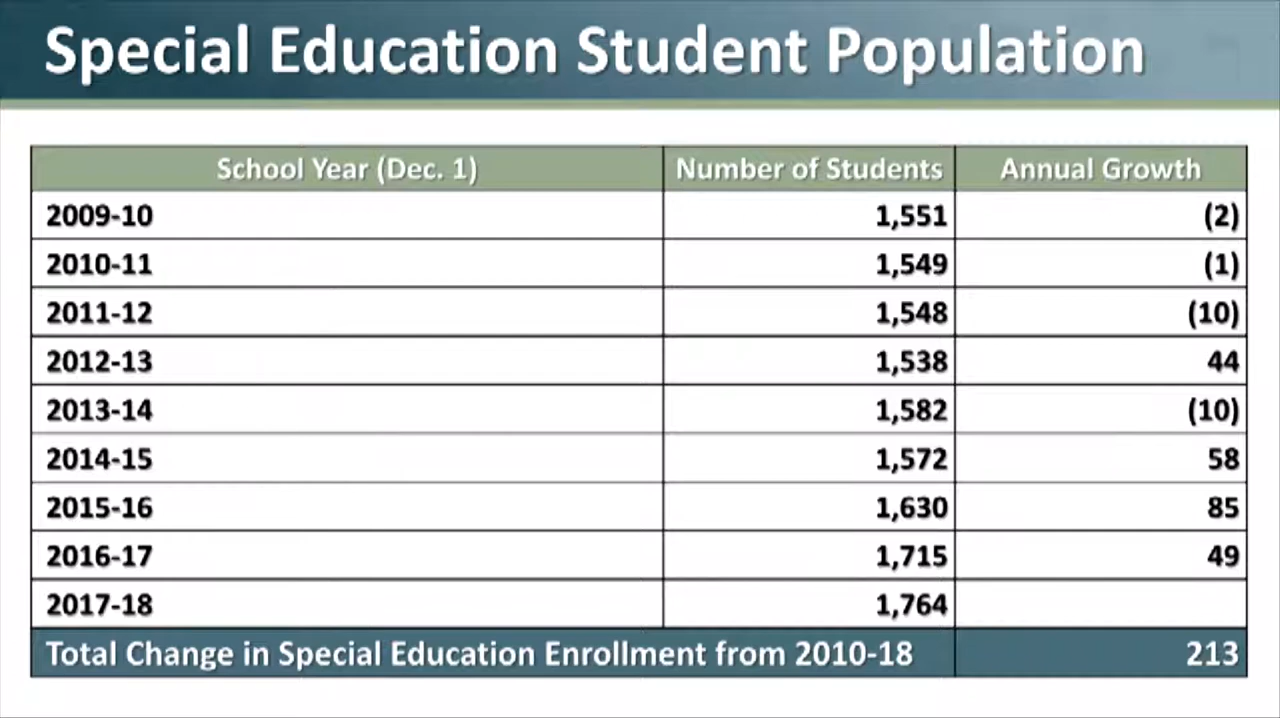 Special Education Student Population
School Year (Dec. 1) Number of Students Annual Growth
2009-10 1,551 (2)
2010-11 1,549 (1)
2011-12 1,548 (10)
2012-13 1,538 44
2013-14 1,582 (10)
2014-15 1,572 58
2015-16 1,630 85
2016-17 1,715 49
2017-18 1,764
Total Change in Special Education Enrollment from 2010-18 213